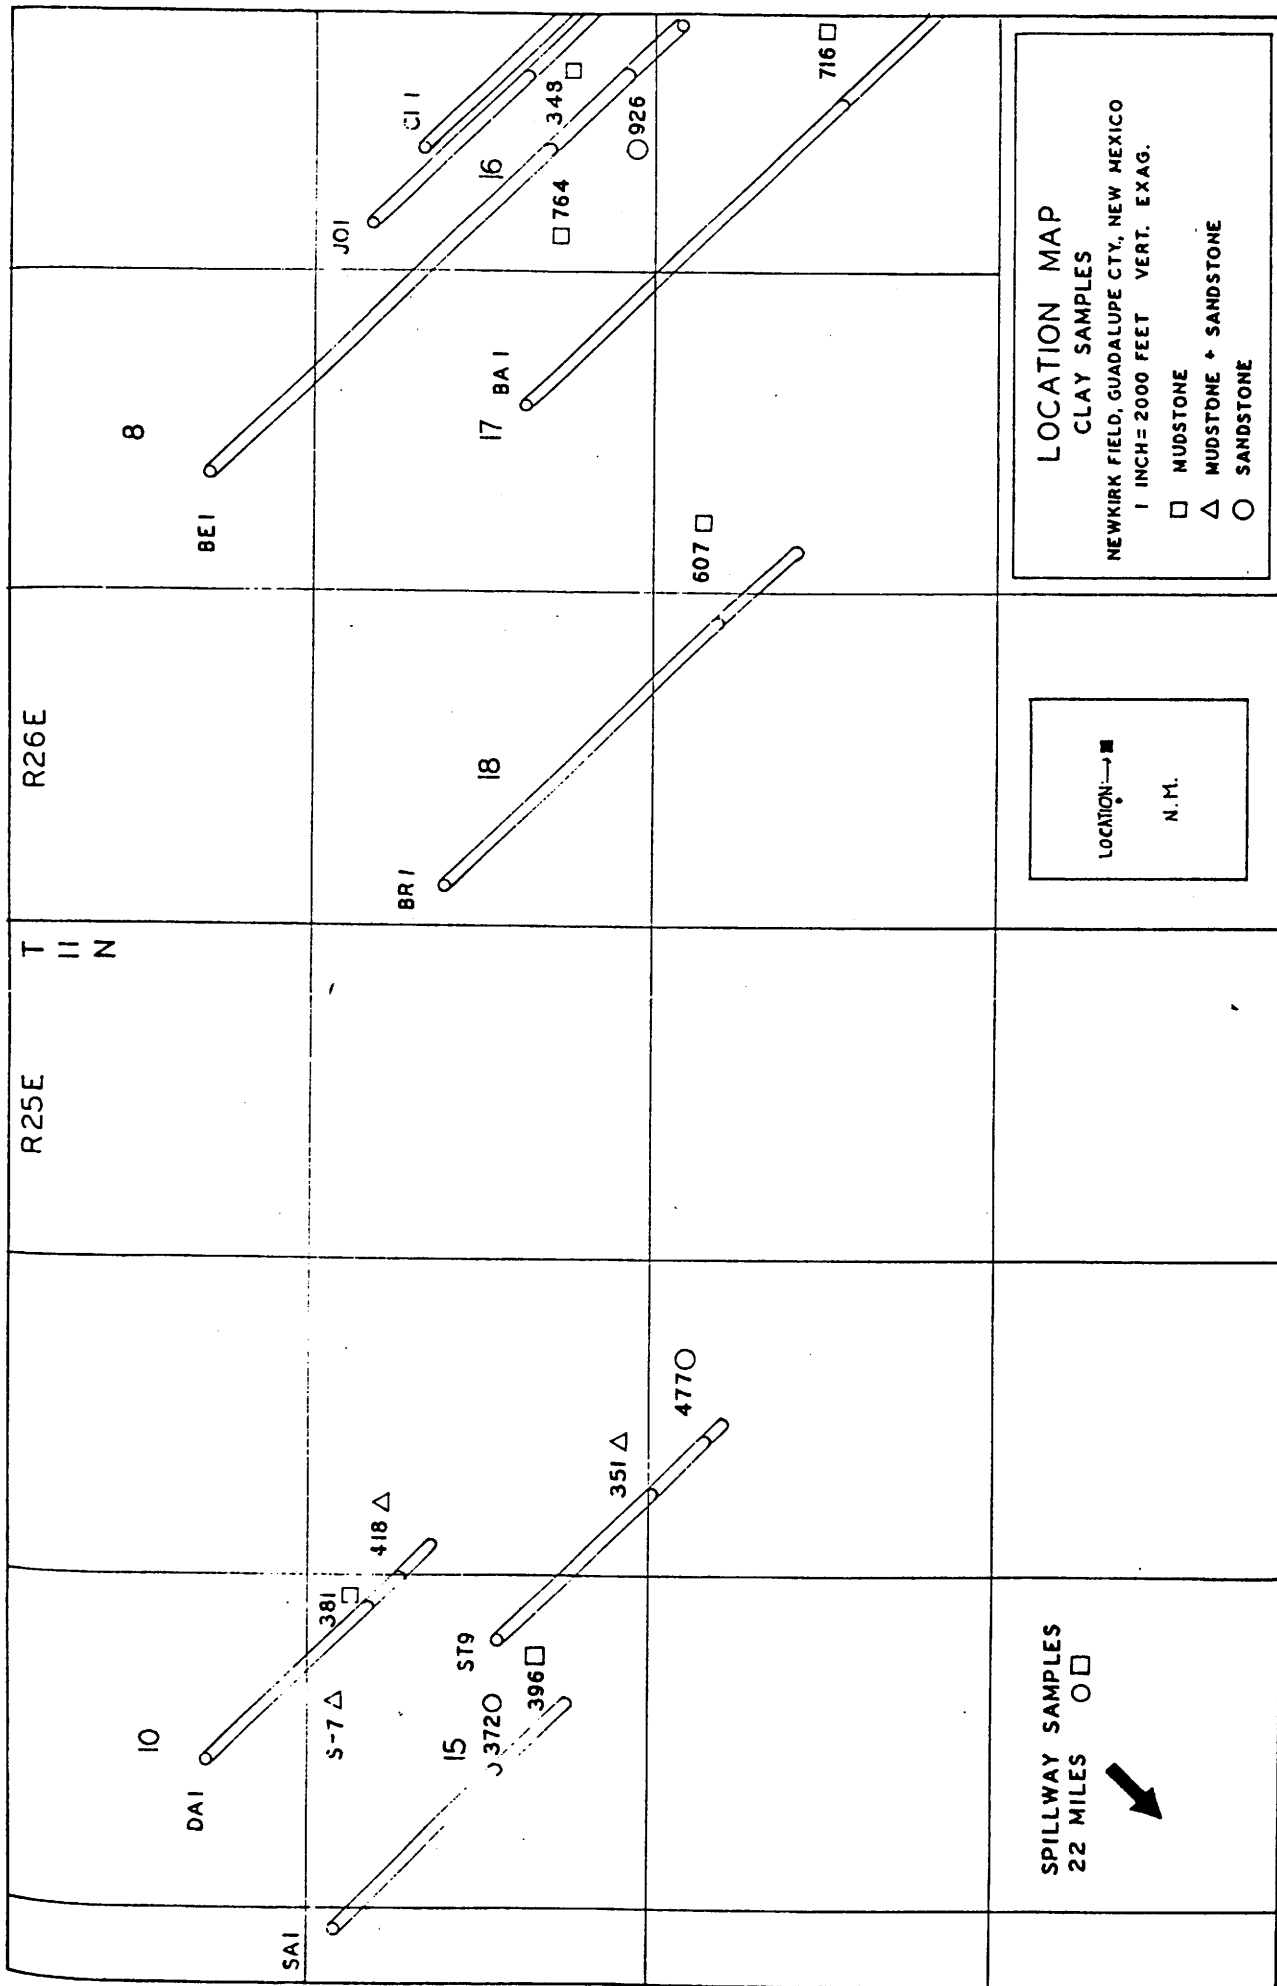 R25E
T
11
N
R26E
8
10
15
16
17
18
SA1
DA1
ST9
BR1
BE1
BA1
JO1
C11
S-7
381
418
372
396
351
477
607
764
348
926
716
SPILLWAY SAMPLES
22 MILES
LOCATION
N.M.
LOCATION MAP
CLAY SAMPLES
NEWKIRK FIELD, GUADALUPE CTY, NEW MEXICO
1 INCH = 2000 FEET VERT. EXAG.
MUDSTONE
MUDSTONE + SANDSTONE
SANDSTONE